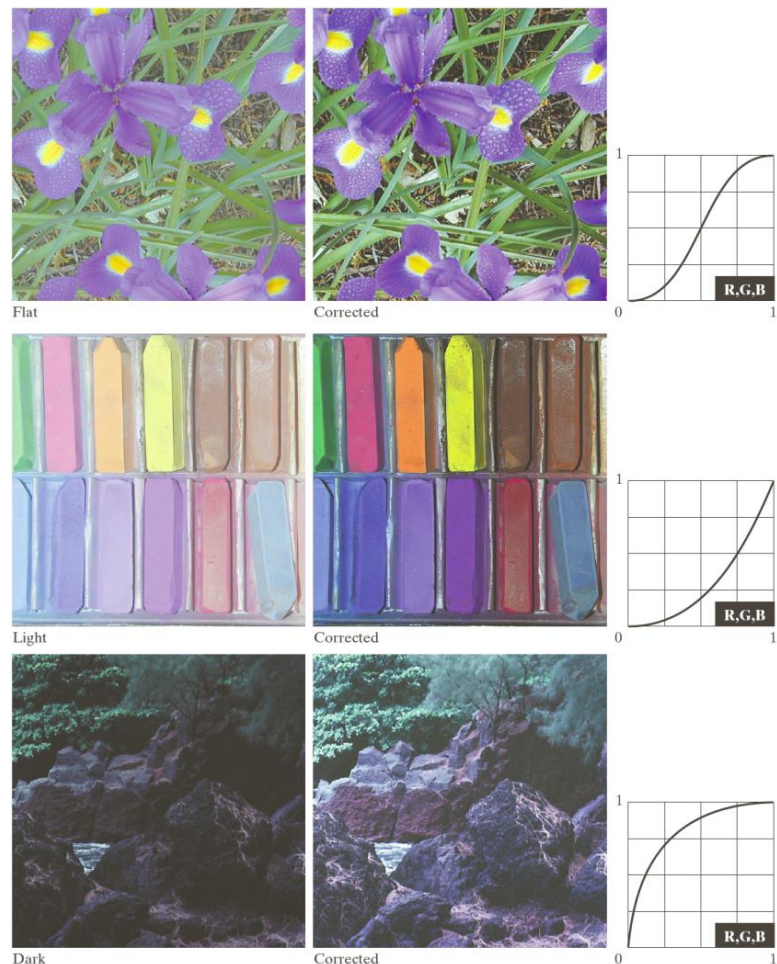 1
R,G,B
Flat Corrected 0 1
1
R,G,B
Light Corrected 0 1
1
R,G,B
Dark Corrected 0 1